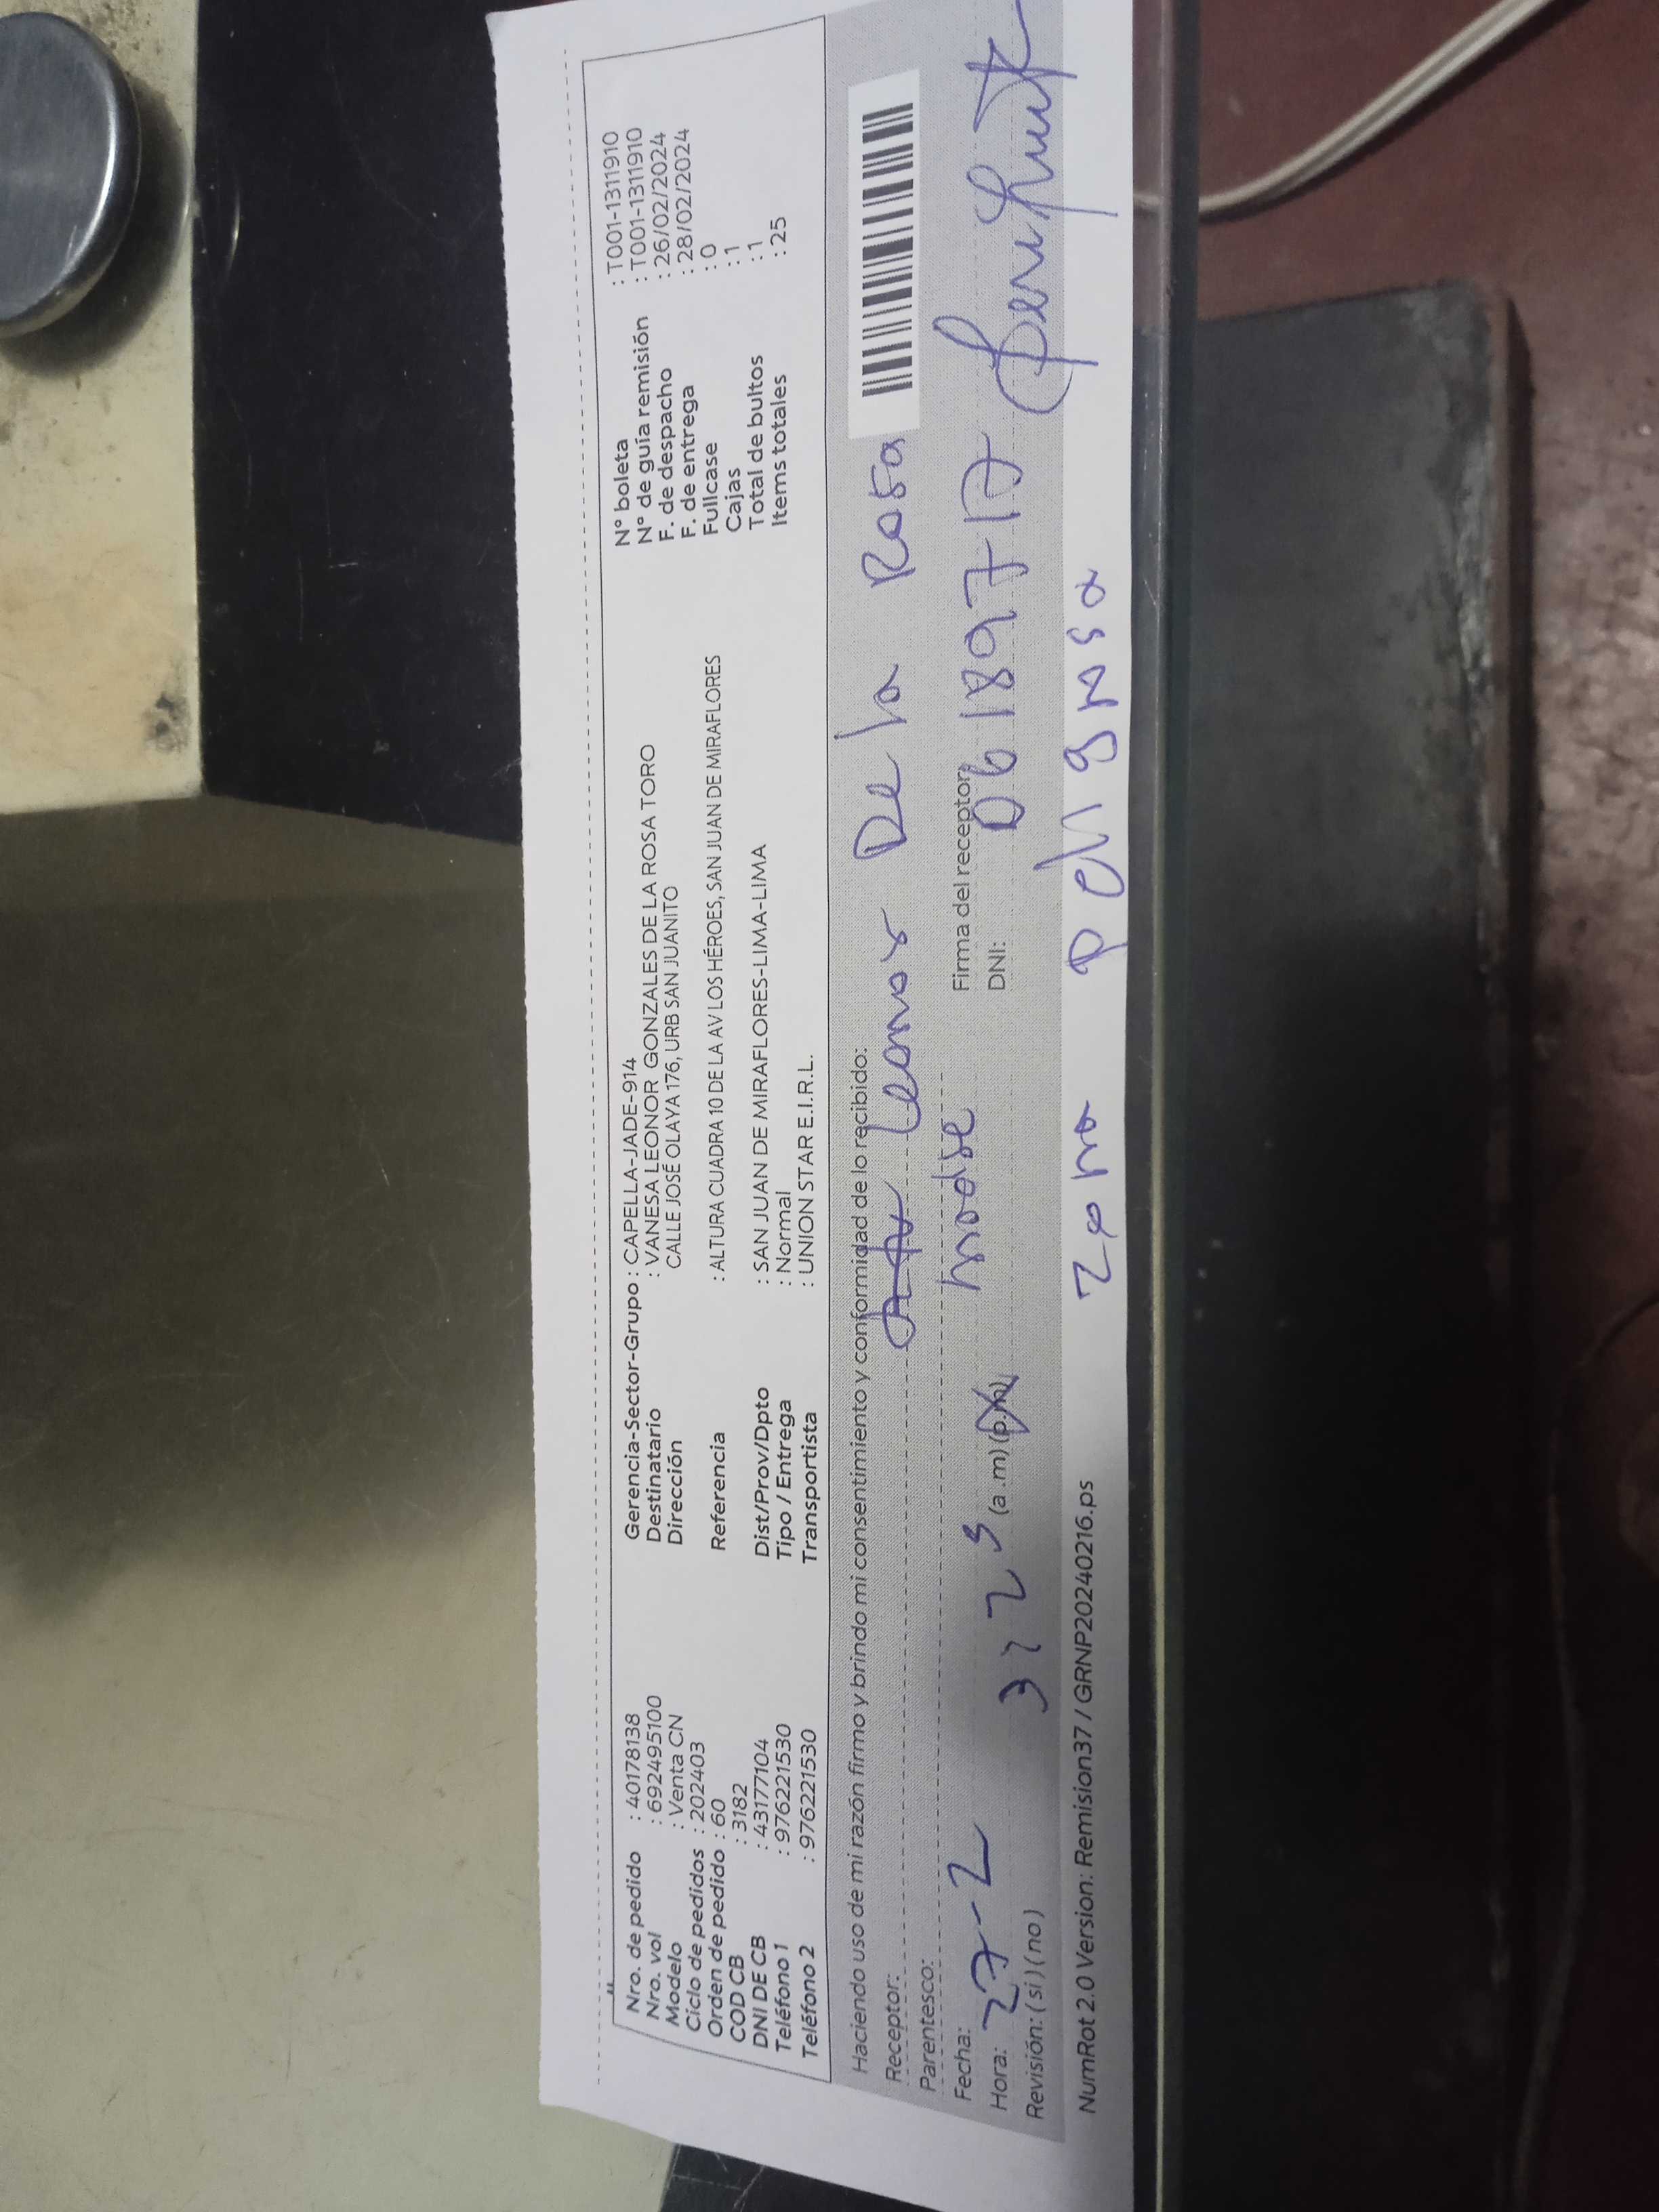 Nro. de pedido : 40178138
Nro. vol : 692495100
Modelo : Venta CN
Ciclo de pedidos : 202403
Orden de pedido : 60
COD CB : 3182
DNI DE CB : 43177104
Teléfono 1 : 976221530
Teléfono 2 : 976221530
Gerencia-Sector-Grupo : CAPELLA-JADE-914
Destinatario : VANESA LEONOR GONZALES DE LA ROSA TORO
Dirección CALLE JOSÉ OLAYA 176, URB SAN JUANITO
Referencia : ALTURA CUADRA 10 DE LA AV LOS HÉROES, SAN JUAN DE MIRAFLORES
Dist/Prov/Dpto : SAN JUAN DE MIRAFLORES-LIMA-LIMA
Tipo / Entrega : Normal
Transportista : UNION STAR E.I.R.L.
N° boleta : T001-1311910
N° de guía remisión : T001-1311910
F. de despacho : 26/02/2024
F. de entrega : 28/02/2024
Fullcase : 0
Cajas : 1
Total de bultos : 1
Items totales : 25
Haciendo uso de mi razón firmo y brindo mi consentimiento y conformidad de lo recibido:
Receptor: Leonor De la Rosa
Parentesco: madre
Fecha: 27-2
Firma del receptor:
Hora: 3:23 (a.m) (p.m)
DNI: 06189717
Revisión: (si) (no)
NumRot 2.0 Version: Remision37 / GRNP20240216.ps
Zona peligrosa